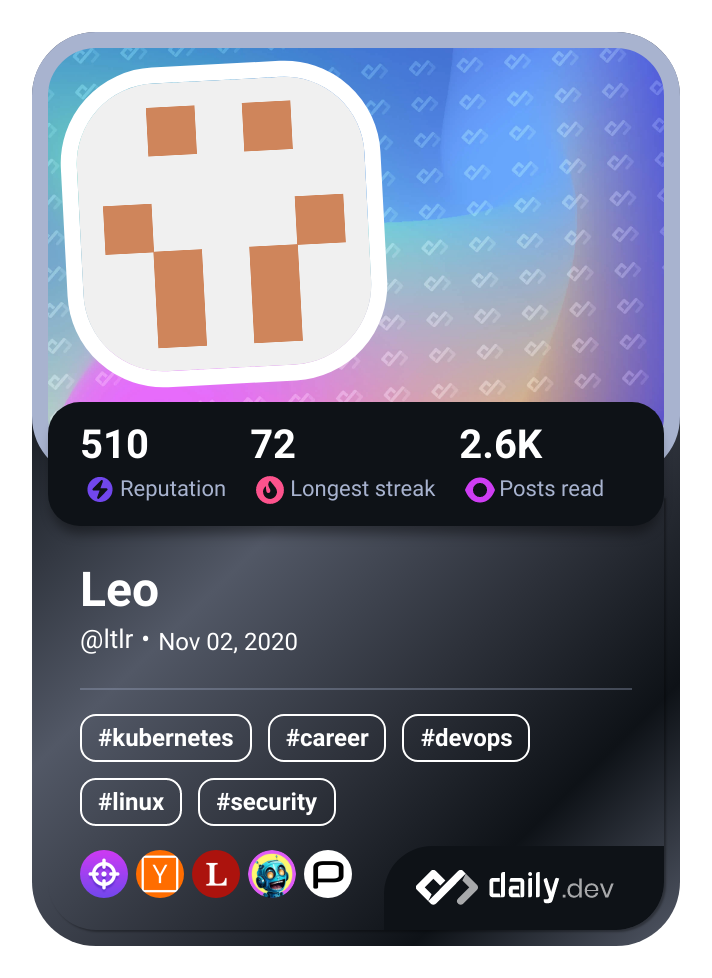 510 72 2.6K
Reputation Longest streak Posts read
Leo
@ltlr • Nov 02, 2020
#kubernetes #career #devops
#linux #security
Y L P
daily.dev